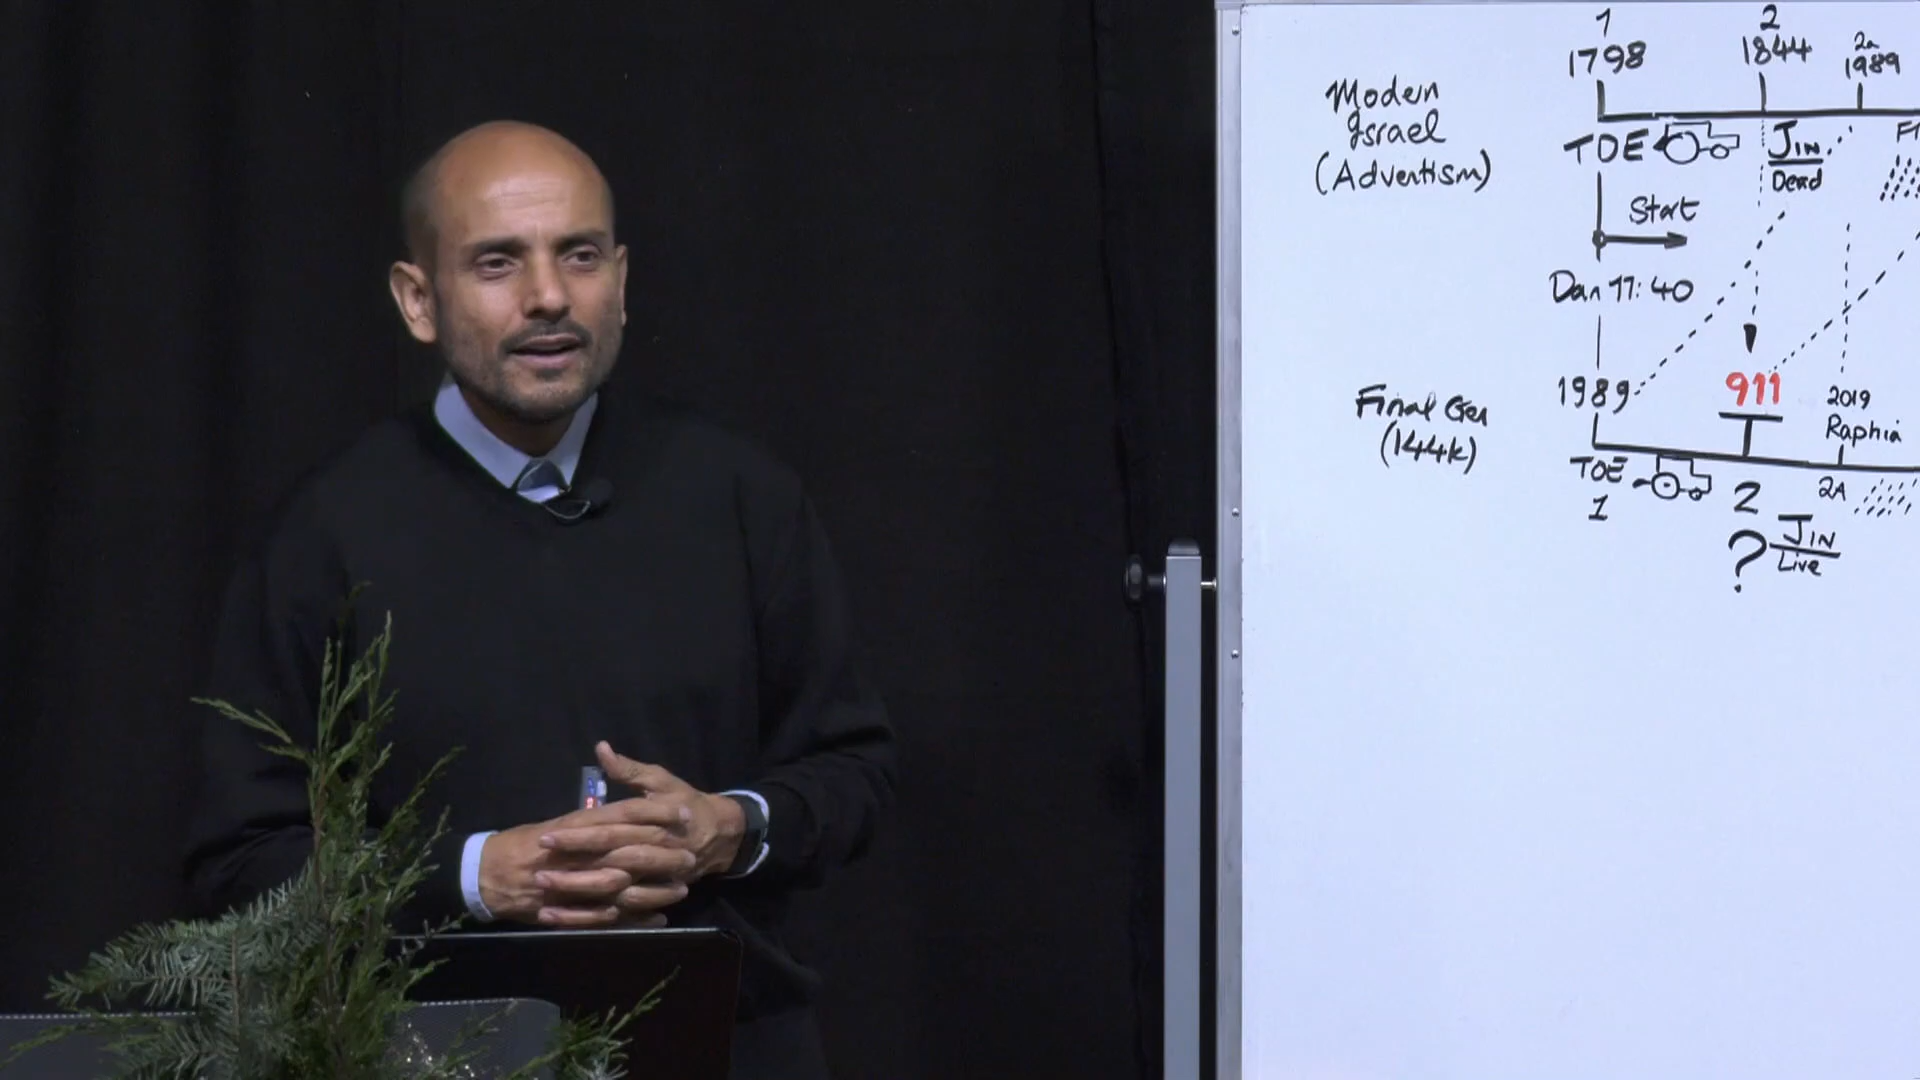 1
1798
2
1844
2a
1989
Modern
Israel
(Adventism)
TOE
JIN
Dead
Start
Dan 11:40
Final Gen
(144k)
1989
911
2019
Raphia
TOE
1
2
2A
?
JIN
Live